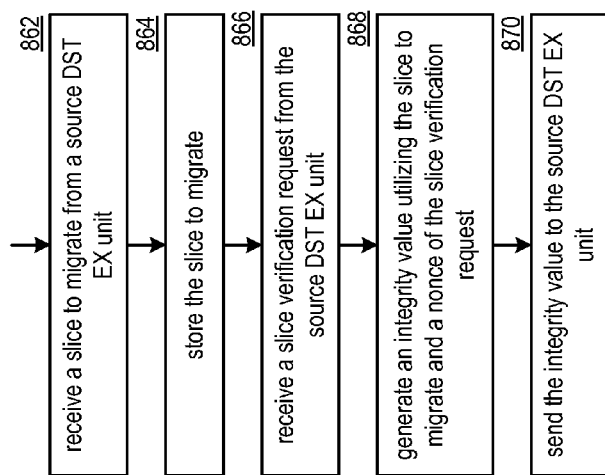 862
receive a slice to migrate from a source DST
EX unit
864
store the slice to migrate
866
receive a slice verification request from the
source DST EX unit
868
generate an integrity value utilizing the slice to
migrate and a nonce of the slice verification
request
870
send the integrity value to the source DST EX
unit